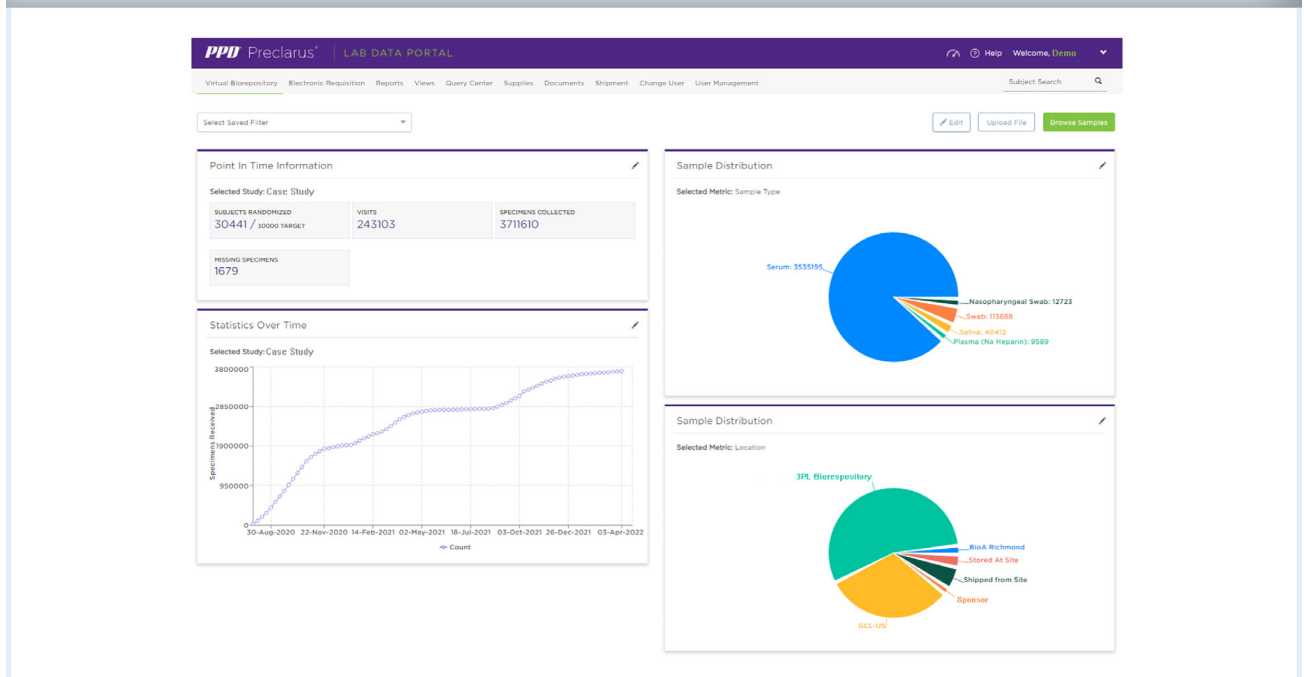 PPD Preclarus® | LAB DATA PORTAL
Help Welcome, Demo
Virtual Biorepository Electronic Requisition Reports Views Query Center Supplies Documents Shipment Change User User Management
Subject Search
Select Saved Filter
Edit
Upload File
Browse Samples
Point In Time Information
Selected Study: Case Study
SUBJECTS RANDOMIZED
30441 / 30000 TARGET
VISITS
243103
SPECIMENS COLLECTED
3711610
MISSING SPECIMENS
1679
Statistics Over Time
Selected Study: Case Study
Specimens Received
3800000
2850000
1900000
950000
0
30-Aug-2020 22-Nov-2020 14-Feb-2021 02-May-2021 18-Jul-2021 03-Oct-2021 26-Dec-2021 03-Apr-2022
Count
Sample Distribution
Selected Metric: Sample Type
Serum: 3535195
Nasopharyngeal Swab: 12723
Swab: 113688
Saliva: 40412
Plasma (Na Heparin): 9589
Sample Distribution
Selected Metric: Location
3PL Biorespository
BioA Richmond
Stored At Site
Shipped from Site
Sponsor
GCL-US